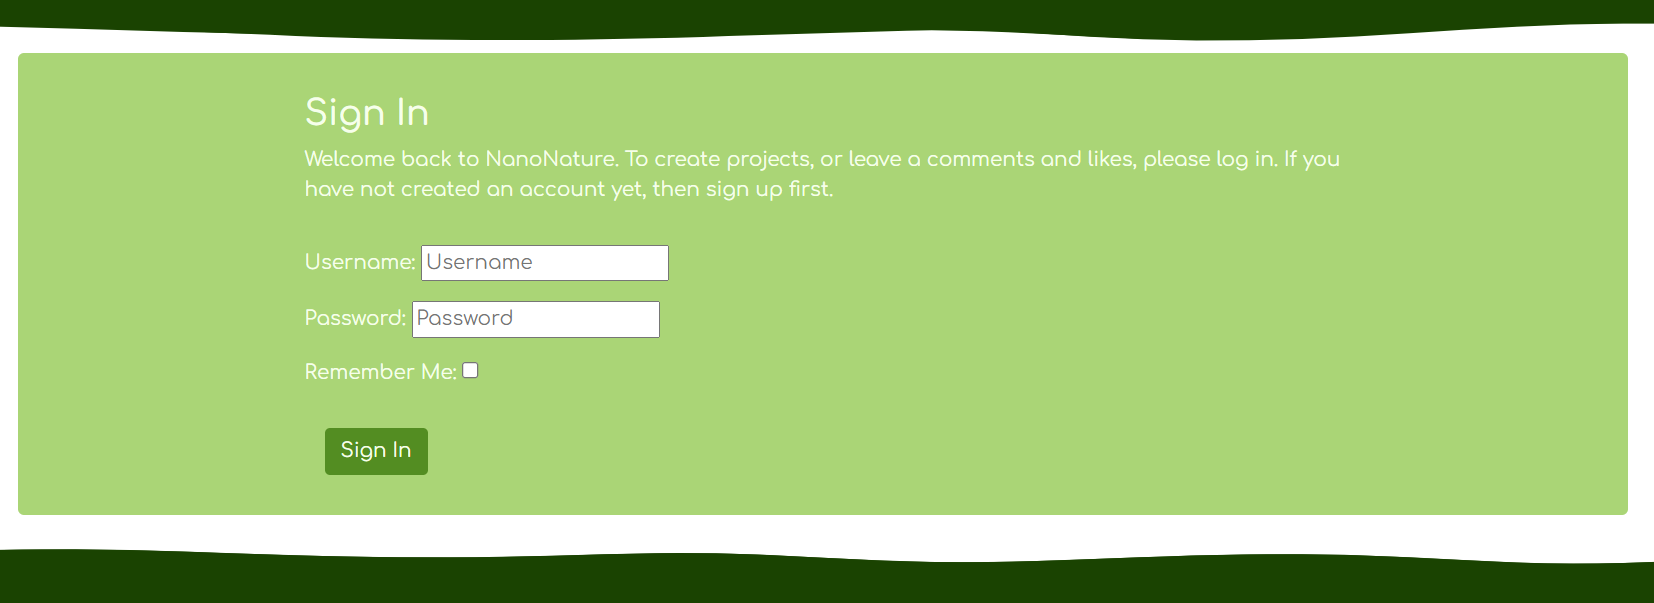 Sign In
Welcome back to NanoNature. To create projects, or leave a comments and likes, please log in. If you
have not created an account yet, then sign up first.
Username: Username
Password: Password
Remember Me:
Sign In